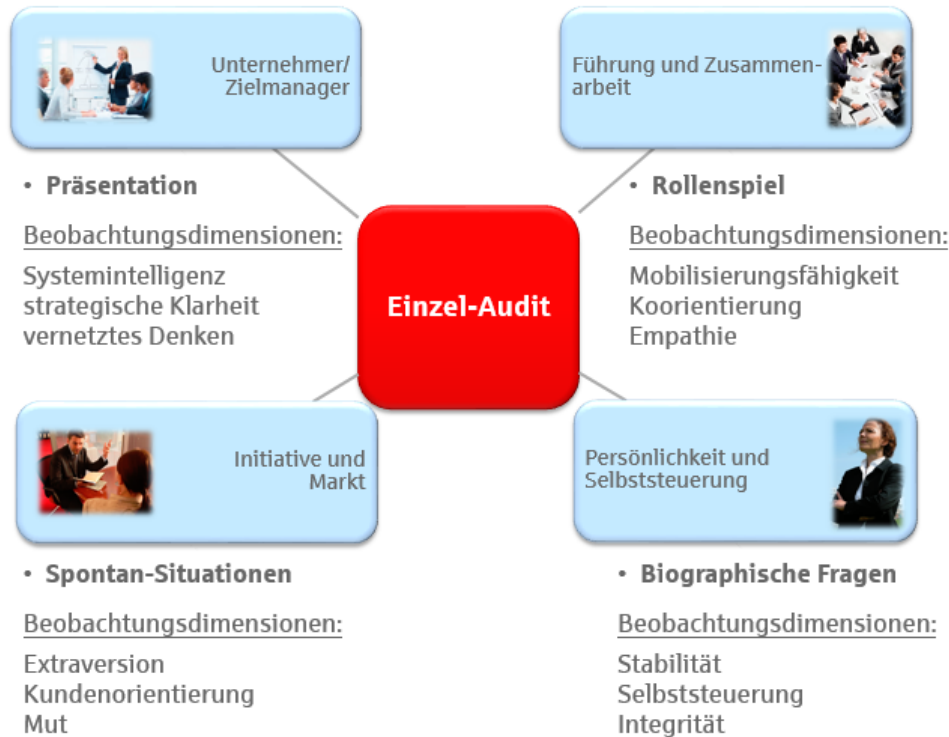 Unternehmer/
Zielmanager
Führung und Zusammen-
arbeit
• Präsentation
Beobachtungsdimensionen:
Systemintelligenz
strategische Klarheit
vernetztes Denken
• Rollenspiel
Beobachtungsdimensionen:
Mobilisierungsfähigkeit
Koorientierung
Empathie
Einzel-Audit
Initiative und
Markt
Persönlichkeit und
Selbststeuerung
• Spontan-Situationen
Beobachtungsdimensionen:
Extraversion
Kundenorientierung
Mut
• Biographische Fragen
Beobachtungsdimensionen:
Stabilität
Selbststeuerung
Integrität